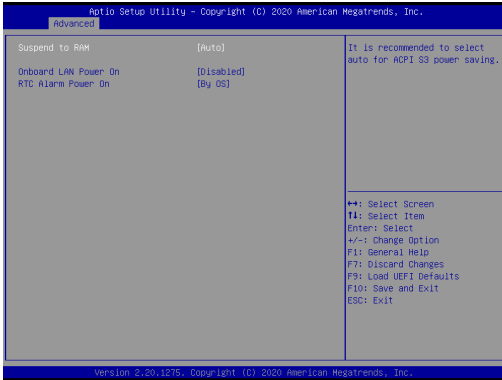 Aptio Setup Utility – Copyright (C) 2020 American Megatrends, Inc.
Advanced
Suspend to RAM [Auto]
Onboard LAN Power On [Disabled]
RTC Alarm Power On [By OS]
It is recommended to select
auto for ACPI S3 power saving.
↔: Select Screen
↑↓: Select Item
Enter: Select
+/-: Change Option
F1: General Help
F7: Discard Changes
F9: Load UEFI Defaults
F10: Save and Exit
ESC: Exit
Version 2.20.1275. Copyright (C) 2020 American Megatrends, Inc.